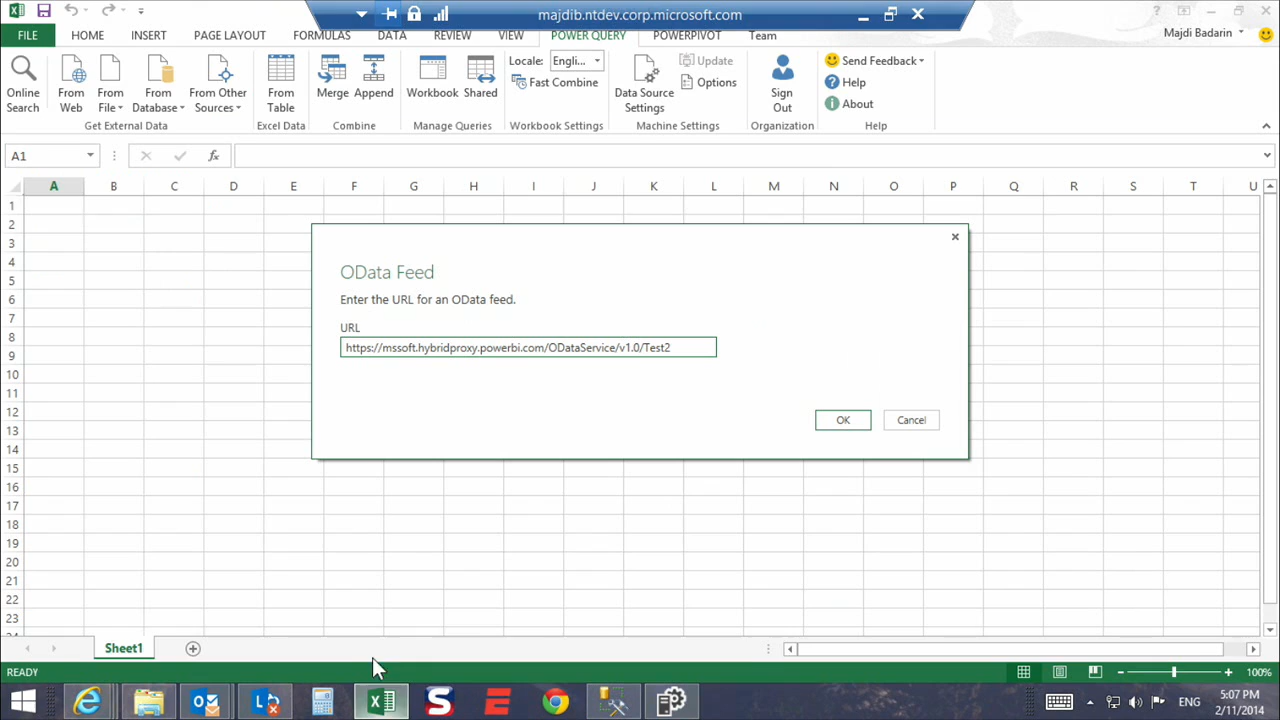 majdib.ntdev.corp.microsoft.com
FILE HOME INSERT PAGE LAYOUT FORMULAS DATA REVIEW VIEW POWER QUERY POWERPIVOT Team Majdi Badarin
Online Search
From Web
From File
From Database
From Other Sources
Get External Data
From Table
Excel Data
Merge
Append
Combine
Workbook
Shared
Manage Queries
Locale: Engli...
Fast Combine
Workbook Settings
Data Source Settings
Update
Options
Machine Settings
Sign Out
Organization
Send Feedback
Help
About
Help
A1
fx
A B C D E F G H I J K L M N O P Q R S T U
1
2
3
4
5
6
7
8
9
10
11
12
13
14
15
16
17
18
19
20
21
22
23
OData Feed
Enter the URL for an OData feed.
URL
https://mssoft.hybridproxy.powerbi.com/ODataService/v1.0/Test2
OK Cancel
Sheet1
READY 100%
ENG
5:07 PM
2/11/2014